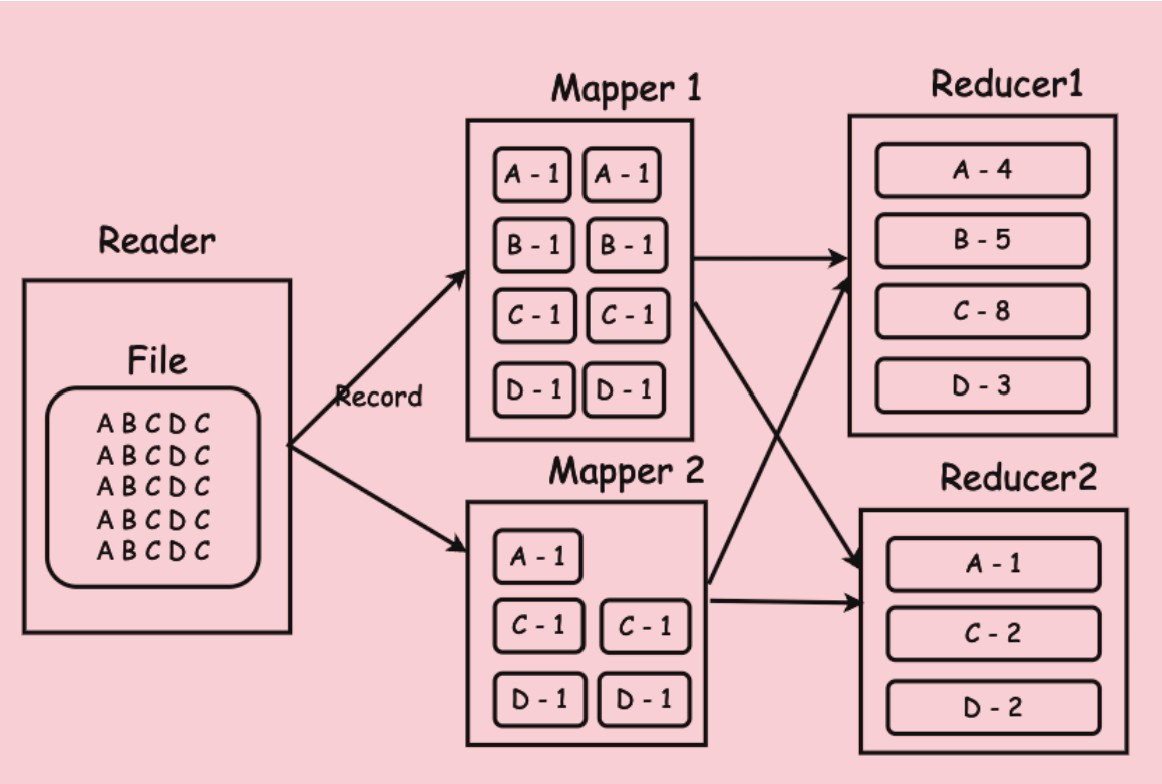 Reader
File
A B C D C
A B C D C
A B C D C
A B C D C
A B C D C
Record
Mapper 1
A - 1 A - 1
B - 1 B - 1
C - 1 C - 1
D - 1 D - 1
Mapper 2
A - 1
C - 1 C - 1
D - 1 D - 1
Reducer1
A - 4
B - 5
C - 8
D - 3
Reducer2
A - 1
C - 2
D - 2